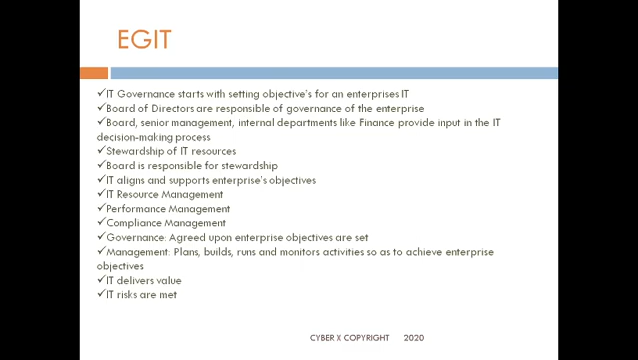 EGIT
✓IT Governance starts with setting objective's for an enterprises IT
✓Board of Directors are responsible of governance of the enterprise
✓Board, senior management, internal departments like Finance provide input in the IT
decision-making process
✓Stewardship of IT resources
✓Board is responsible for stewardship
✓IT aligns and supports enterprise's objectives
✓IT Resource Management
✓Performance Management
✓Compliance Management
✓Governance: Agreed upon enterprise objectives are set
✓Management: Plans, builds, runs and monitors activities so as to achieve enterprise
objectives
✓IT delivers value
✓IT risks are met
CYBER X COPYRIGHT 2020